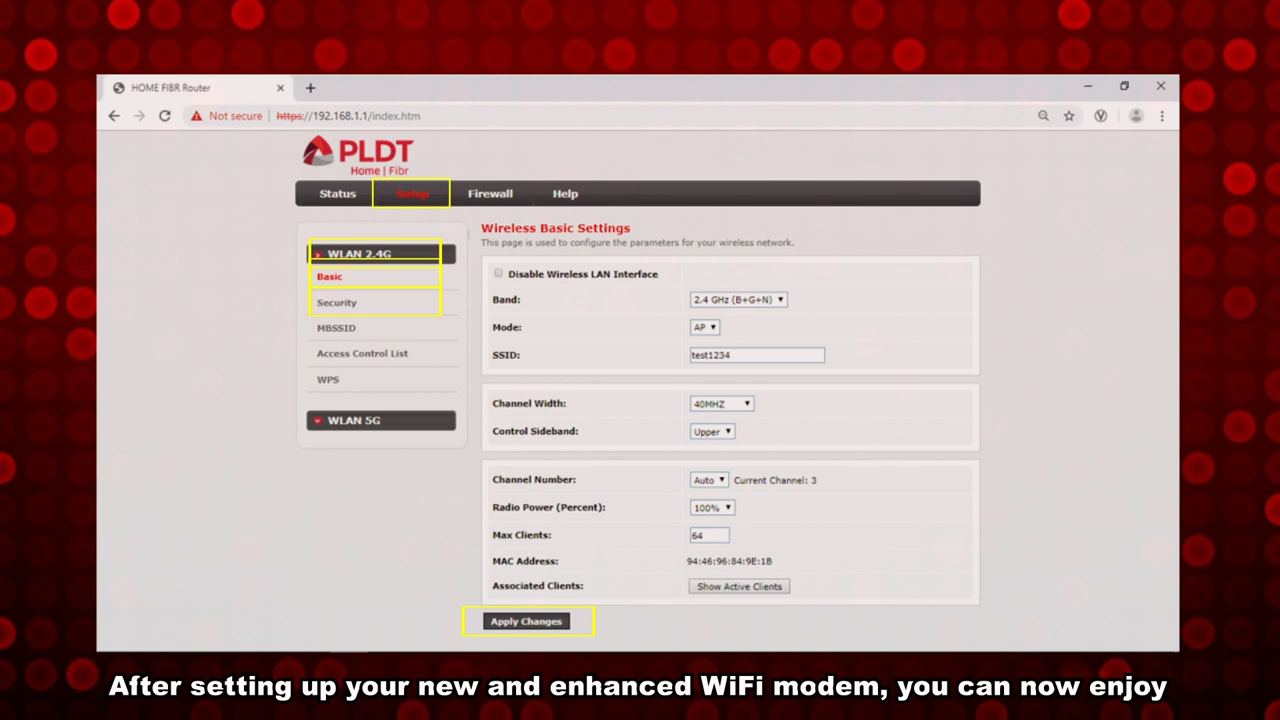 HOME FIBR Router
Not secure | https://192.168.1.1/index.htm
PLDT
Home | Fibr
Status Setup Firewall Help
WLAN 2.4G
Basic
Security
MBSSID
Access Control List
WPS
WLAN 5G
Wireless Basic Settings
This page is used to configure the parameters for your wireless network.
Disable Wireless LAN Interface
Band: 2.4 GHz (B+G+N)
Mode: AP
SSID: test1234
Channel Width: 40MHZ
Control Sideband: Upper
Channel Number: Auto Current Channel: 3
Radio Power (Percent): 100%
Max Clients: 64
MAC Address: 94:46:96:84:9E:1B
Associated Clients: Show Active Clients
Apply Changes
After setting up your new and enhanced WiFi modem, you can now enjoy